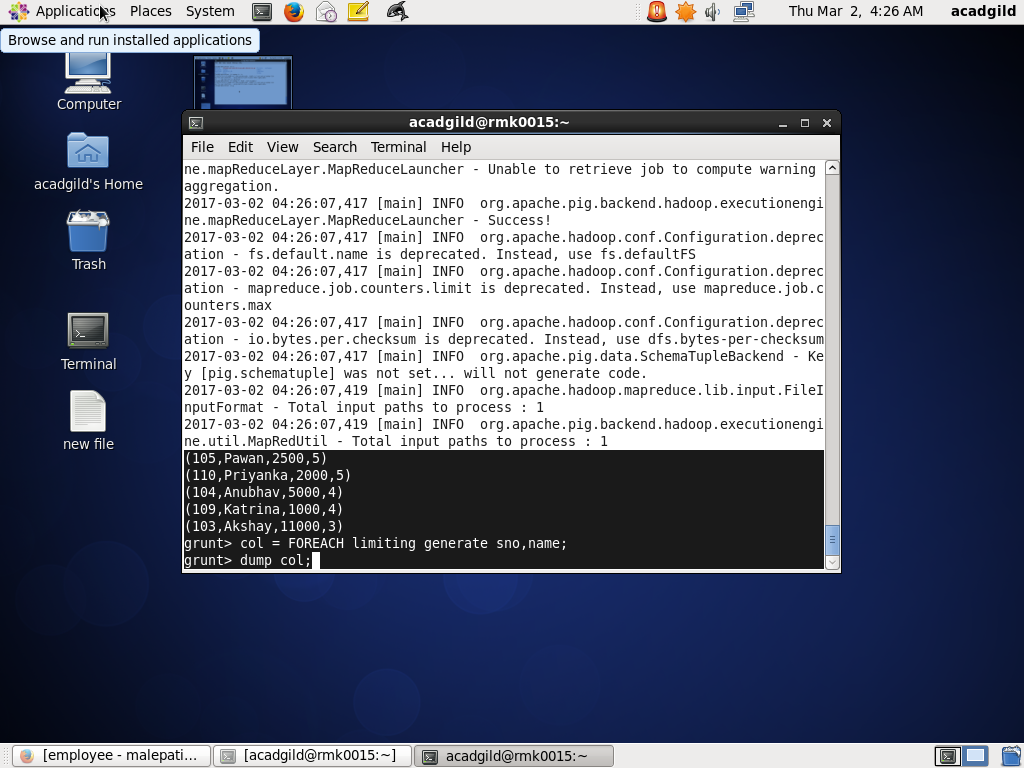 Applications Places System Thu Mar 2, 4:26 AM acadgild
Browse and run installed applications
Computer
acadgild's Home
Trash
Terminal
new file
acadgild@rmk0015:~
File Edit View Search Terminal Help
ne.mapReduceLayer.MapReduceLauncher - Unable to retrieve job to compute warning
aggregation.
2017-03-02 04:26:07,417 [main] INFO  org.apache.pig.backend.hadoop.executionengi
ne.mapReduceLayer.MapReduceLauncher - Success!
2017-03-02 04:26:07,417 [main] INFO  org.apache.hadoop.conf.Configuration.deprec
ation - fs.default.name is deprecated. Instead, use fs.defaultFS
2017-03-02 04:26:07,417 [main] INFO  org.apache.hadoop.conf.Configuration.deprec
ation - mapreduce.job.counters.limit is deprecated. Instead, use mapreduce.job.c
ounters.max
2017-03-02 04:26:07,417 [main] INFO  org.apache.hadoop.conf.Configuration.deprec
ation - io.bytes.per.checksum is deprecated. Instead, use dfs.bytes-per-checksum
2017-03-02 04:26:07,417 [main] INFO  org.apache.pig.data.SchemaTupleBackend - Ke
y [pig.schematuple] was not set... will not generate code.
2017-03-02 04:26:07,419 [main] INFO  org.apache.hadoop.mapreduce.lib.input.FileI
nputFormat - Total input paths to process : 1
2017-03-02 04:26:07,419 [main] INFO  org.apache.pig.backend.hadoop.executionengi
ne.util.MapRedUtil - Total input paths to process : 1
(105,Pawan,2500,5)
(110,Priyanka,2000,5)
(104,Anubhav,5000,4)
(109,Katrina,1000,4)
(103,Akshay,11000,3)
grunt> col = FOREACH limiting generate sno,name;
grunt> dump col;
[employee - malepati... [acadgild@rmk0015:~] acadgild@rmk0015:~